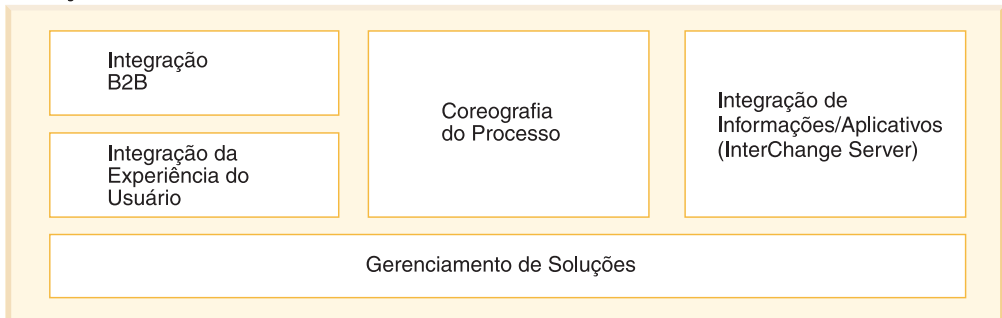 Integração
B2B
Integração da
Experiência do
Usuário
Coreografia
do Processo
Integração de
Informações/Aplicativos
(InterChange Server)
Gerenciamento de Soluções